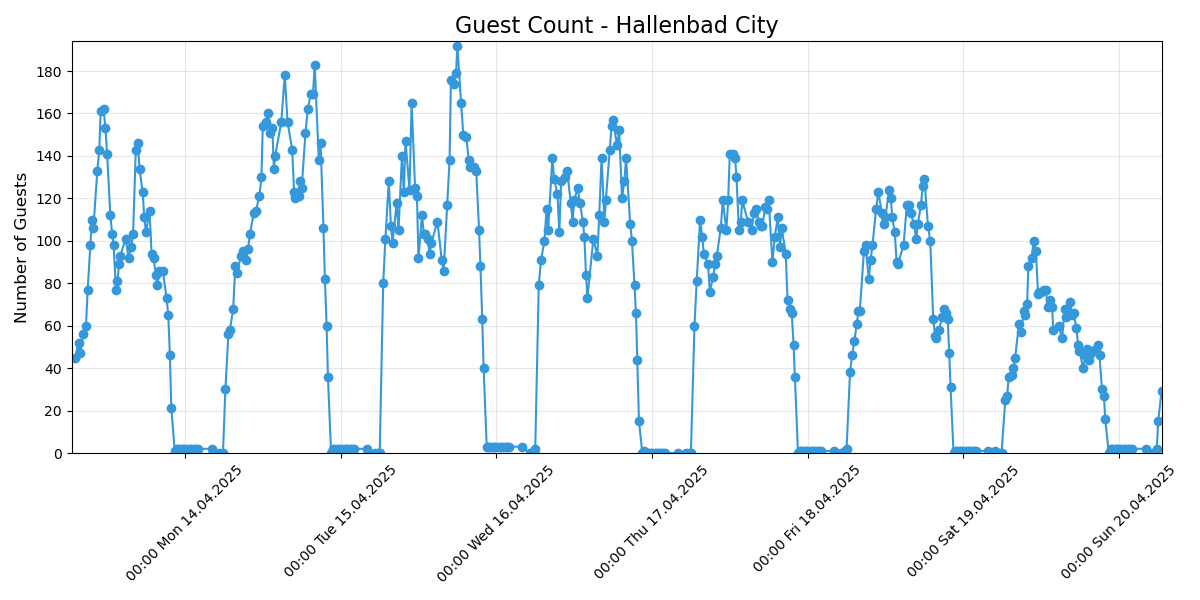 Guest Count - Hallenbad City
Number of Guests
180
160
140
120
100
80
60
40
20
0
00:00 Mon 14.04.2025
00:00 Tue 15.04.2025
00:00 Wed 16.04.2025
00:00 Thu 17.04.2025
00:00 Fri 18.04.2025
00:00 Sat 19.04.2025
00:00 Sun 20.04.2025